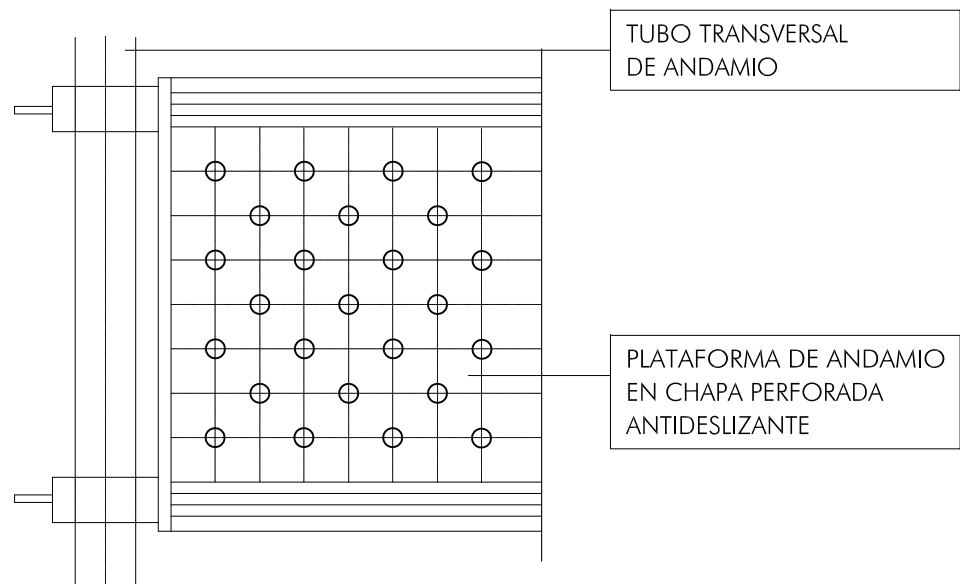 TUBO TRANSVERSAL
DE ANDAMIO
PLATAFORMA DE ANDAMIO
EN CHAPA PERFORADA
ANTIDESLIZANTE